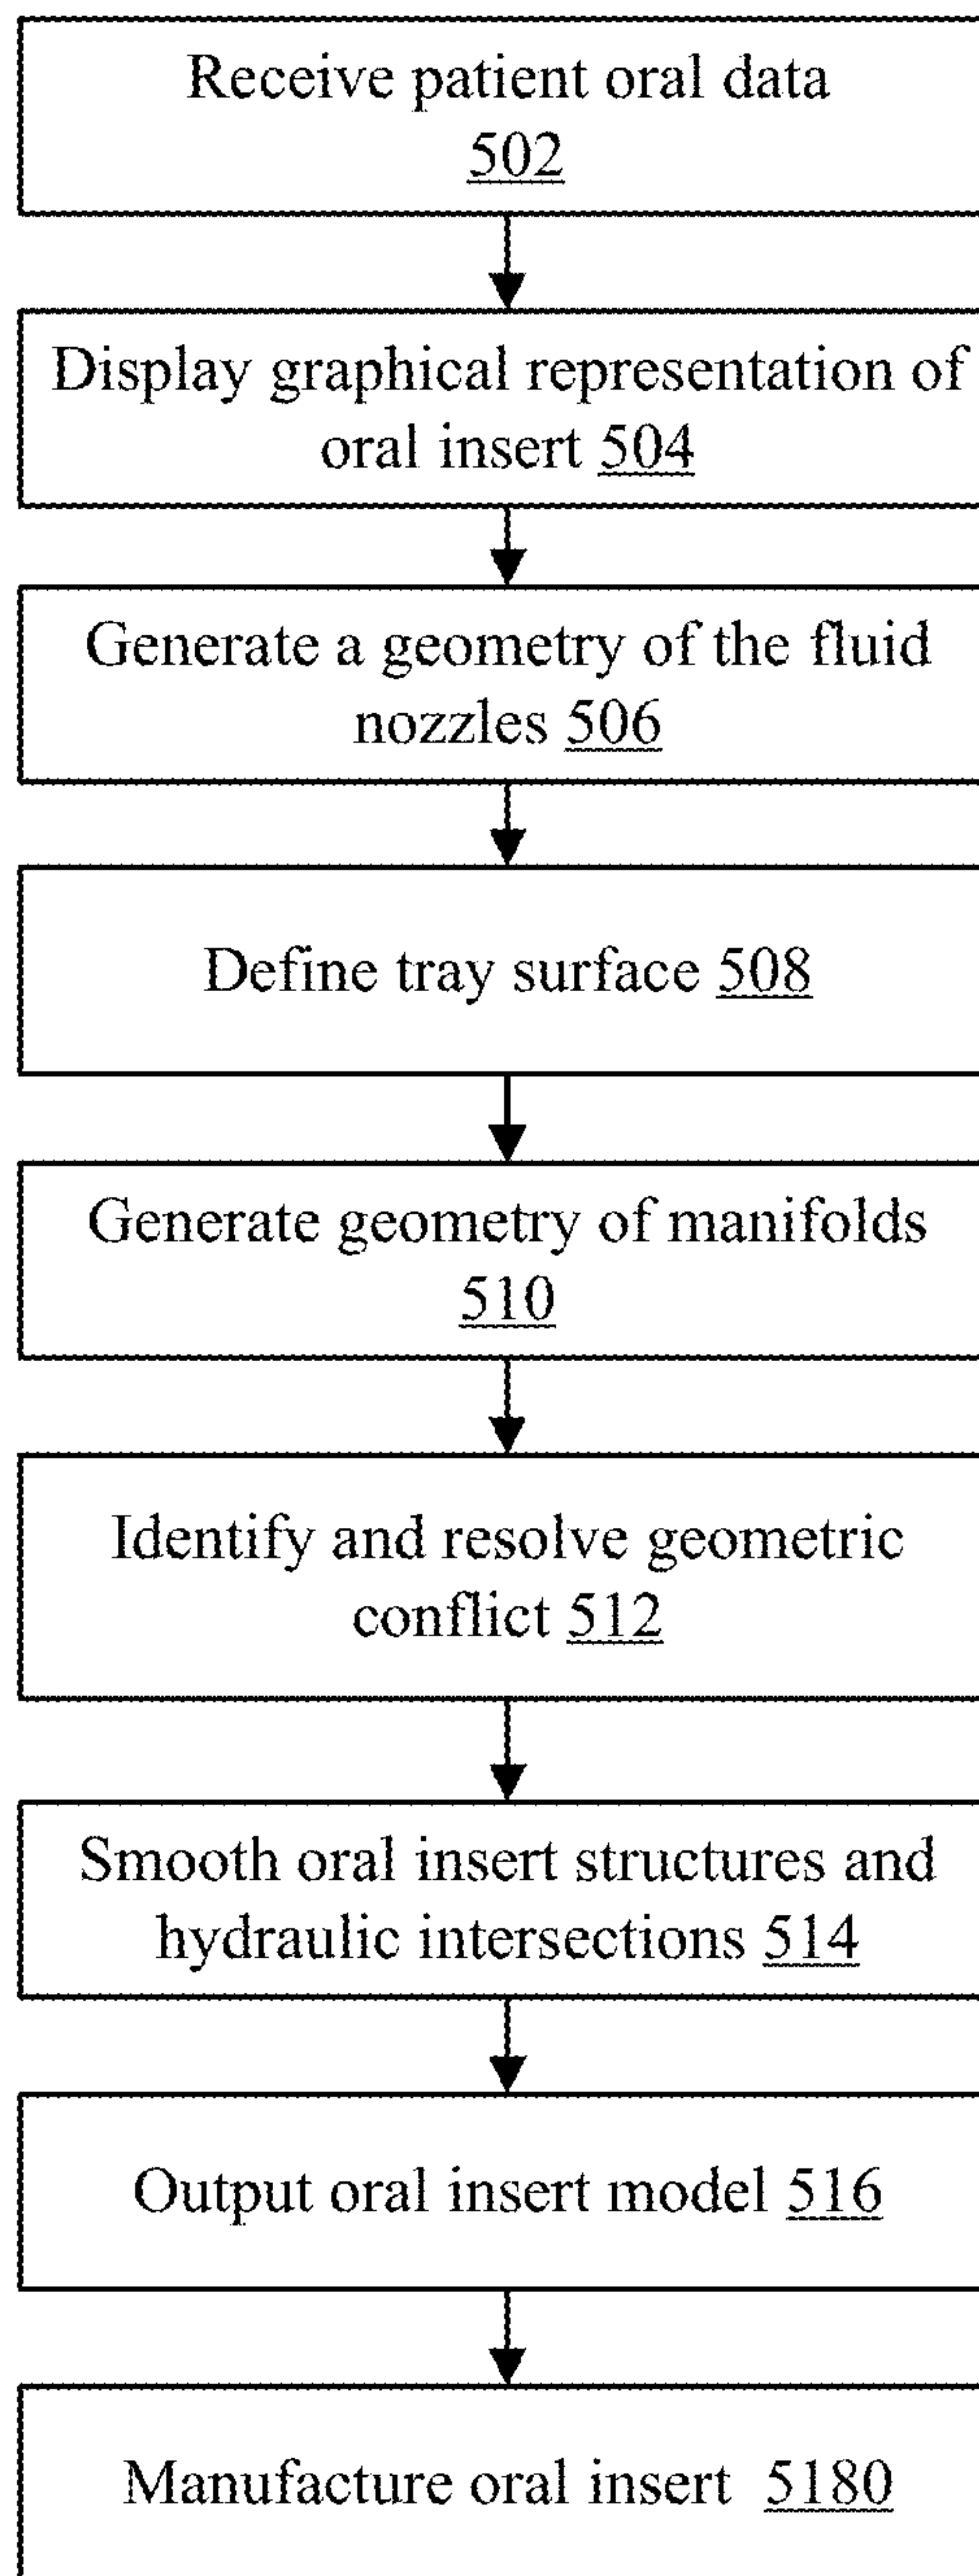 Receive patient oral data
502
Display graphical representation of
oral insert 504
Generate a geometry of the fluid
nozzles 506
Define tray surface 508
Generate geometry of manifolds
510
Identify and resolve geometric
conflict 512
Smooth oral insert structures and
hydraulic intersections 514
Output oral insert model 516
Manufacture oral insert 5180